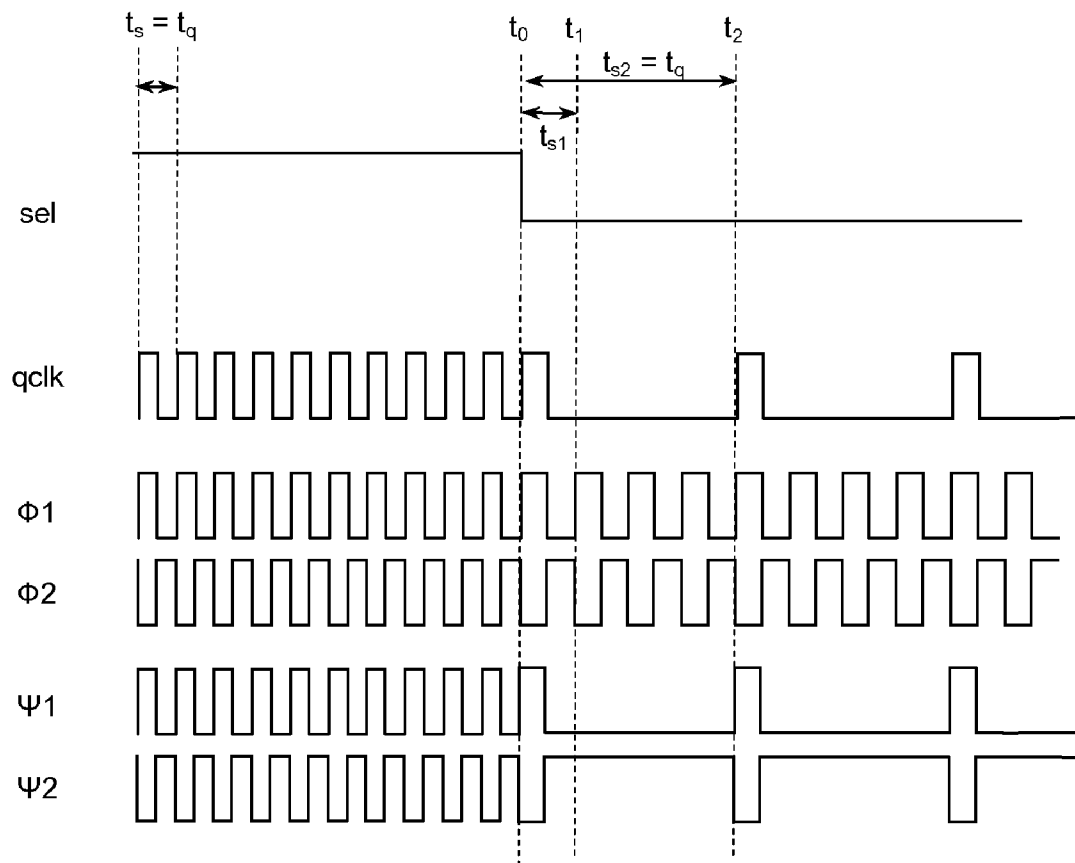 ts = tq
t0
t1
t2
ts2 = tq
ts1
sel
qclk
Φ1
Φ2
Ψ1
Ψ2